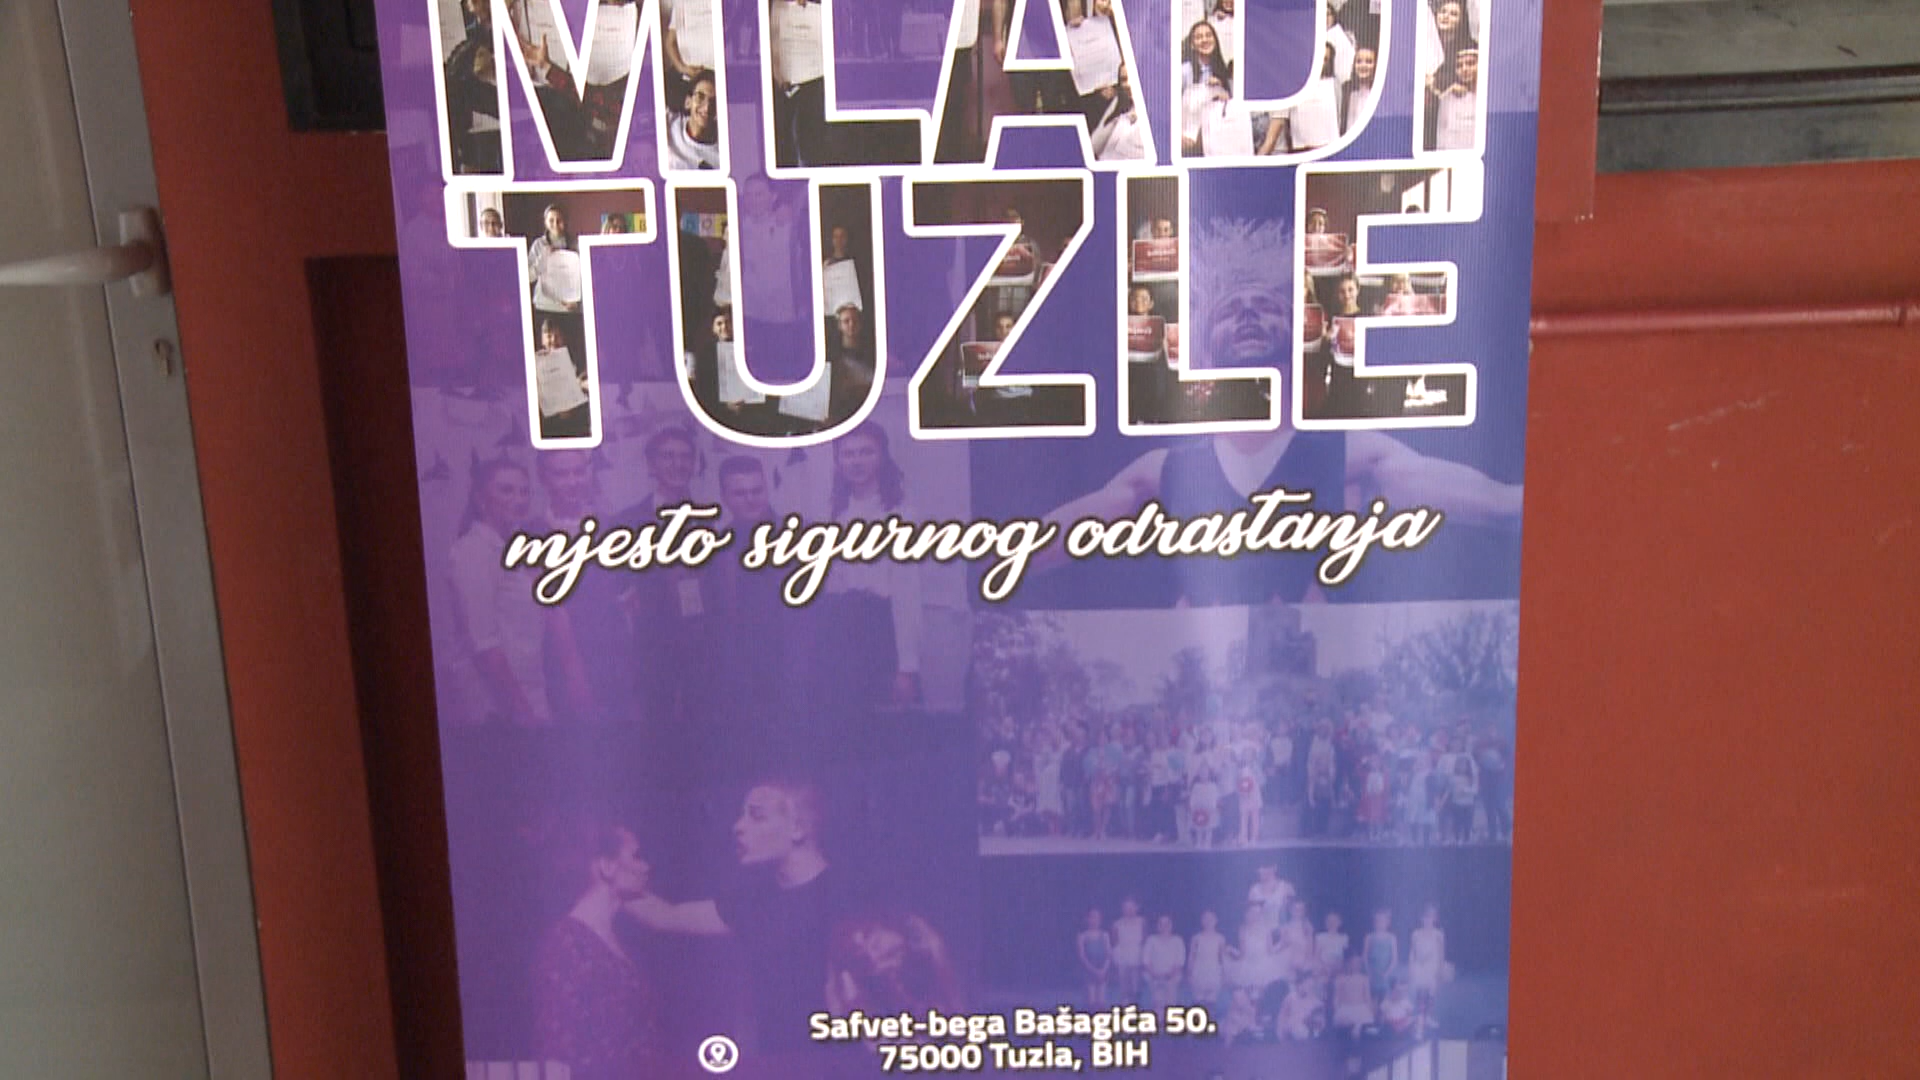 MLADI
TUZLE
mjesto sigurnog odrastanja
Safvet-bega Bašagića 50.
75000 Tuzla, BIH